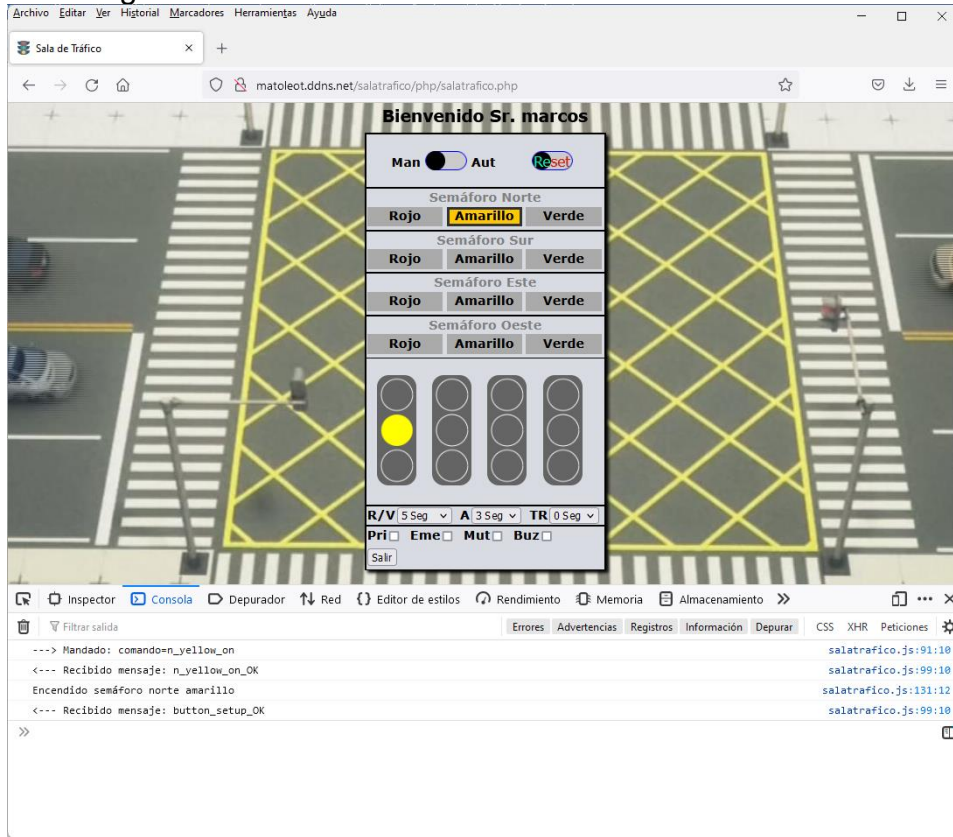 Archivo Editar Ver Historial Marcadores Herramientas Ayuda
Sala de Tráfico
matoleot.ddns.net/salatrafico/php/salatrafico.php
Bienvenido Sr. marcos
Man Aut Reset
Semáforo Norte
Rojo Amarillo Verde
Semáforo Sur
Rojo Amarillo Verde
Semáforo Este
Rojo Amarillo Verde
Semáforo Oeste
Rojo Amarillo Verde
R/V 5 Seg A 3 Seg TR 0 Seg
Pri Eme Mut Buz
Salir
Inspector Consola Depurador Red Editor de estilos Rendimiento Memoria Almacenamiento
Filtrar salida Errores Advertencias Registros Información Depurar CSS XHR Peticiones
---> Mandado: comando=n_yellow_on salatrafico.js:91:10
<--- Recibido mensaje: n_yellow_on_OK salatrafico.js:99:10
Encendido semáforo norte amarillo salatrafico.js:131:12
<--- Recibido mensaje: button_setup_OK salatrafico.js:99:10